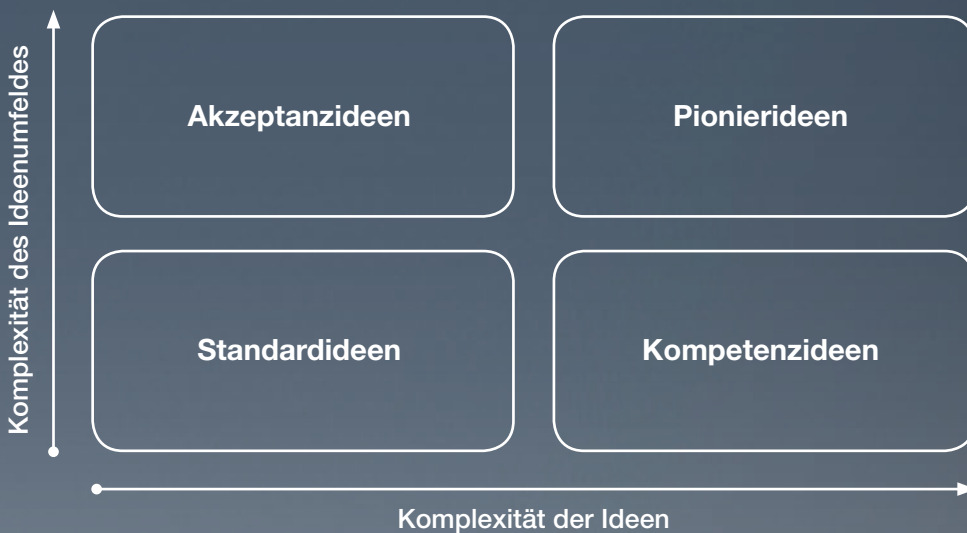 Komplexität des Ideenumfeldes
Akzeptanzideen
Pionierideen
Standardideen
Kompetenzideen
Komplexität der Ideen